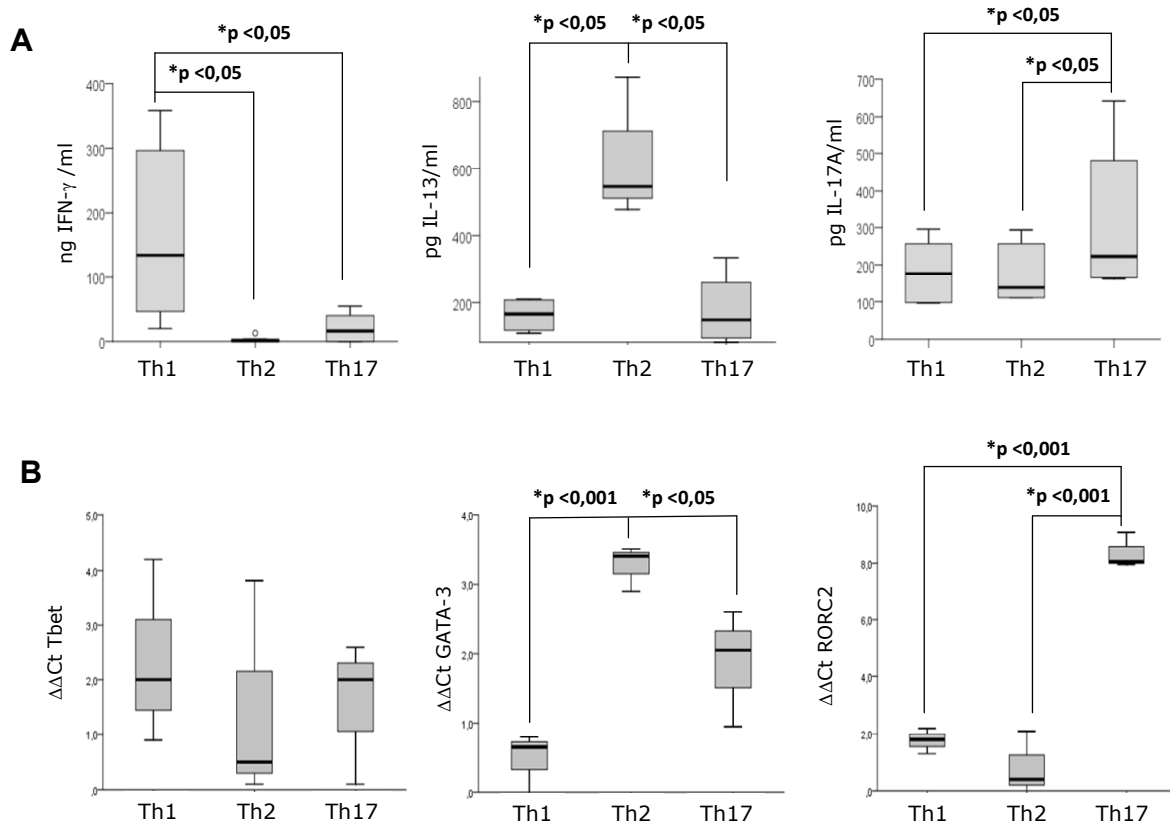 A
*p <0,05
*p <0,05
ng IFN-γ /ml
400
300
200
100
0
Th1 Th2 Th17
*p <0,05 *p <0,05
pg IL-13/ml
800
600
400
200
Th1 Th2 Th17
*p <0,05
*p <0,05
pg IL-17A/ml
700
600
500
400
300
200
100
0
Th1 Th2 Th17
B
ΔΔCt Tbet
5,0
4,0
3,0
2,0
1,0
,0
Th1 Th2 Th17
*p <0,001 *p <0,05
ΔΔCt GATA-3
4,0
3,0
2,0
1,0
,0
Th1 Th2 Th17
*p <0,001
*p <0,001
ΔΔCt RORC2
10,0
8,0
6,0
4,0
2,0
,0
Th1 Th2 Th17